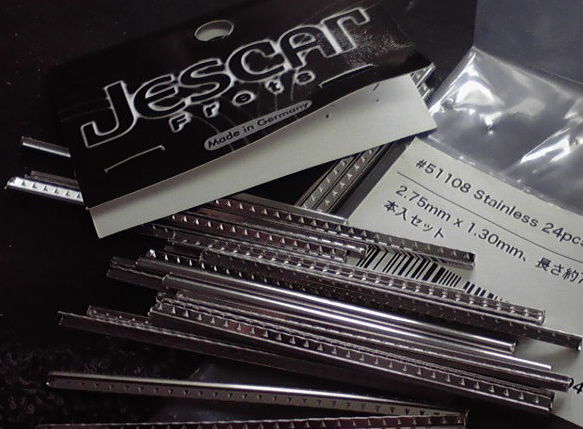 JESCAR
Frets
Made in Germany
#51108 Stainless 24pc
2.75mm x 1.30mm、長さ約
本入セット